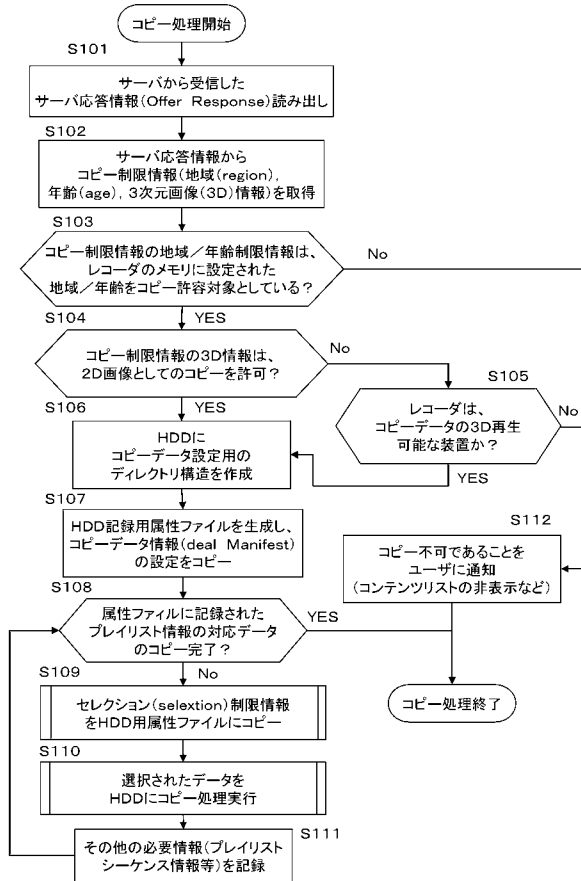 コピー処理開始
S101
サーバから受信した
サーバ応答情報(Offer Response)読み出し
S102
サーバ応答情報から
コピー制限情報(地域(region),
年齢(age), 3次元画像(3D)情報)を取得
S103
コピー制限情報の地域／年齢制限情報は、
レコーダのメモリに設定された
地域／年齢をコピー許容対象としている?
No
YES
S104
コピー制限情報の3D情報は、
2D画像としてのコピーを許可?
No
YES
S105
レコーダは、
コピーデータの3D再生
可能な装置か?
No
YES
S106
HDDに
コピーデータ設定用の
ディレクトリ構造を作成
S107
HDD記録用属性ファイルを生成し、
コピーデータ情報(deal Manifest)
の設定をコピー
S112
コピー不可であることを
ユーザに通知
(コンテンツリストの非表示など)
S108
属性ファィルに記録された
プレイリスト情報の対応データ
のコピー完了?
YES
No
コピー処理終了
S109
セレクション(selextion)制限情報
をHDD用属性ファイルにコピー
S110
選択されたデータを
HDDにコピー処理実行
S111
その他の必要情報(プレイリスト
シーケンス情報等)を記録